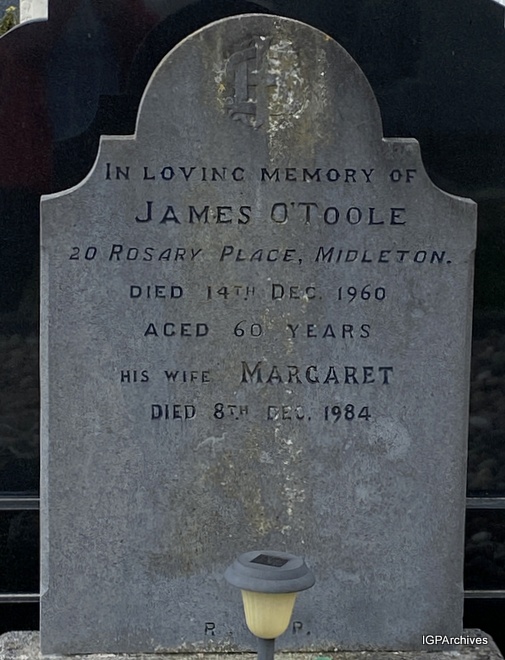 IN LOVING MEMORY OF
JAMES O'TOOLE
20 ROSARY PLACE, MIDLETON.
DIED 14TH DEC. 1960
AGED 60 YEARS
HIS WIFE MARGARET
DIED 8TH DEC. 1984
R. P.
IGPArchives